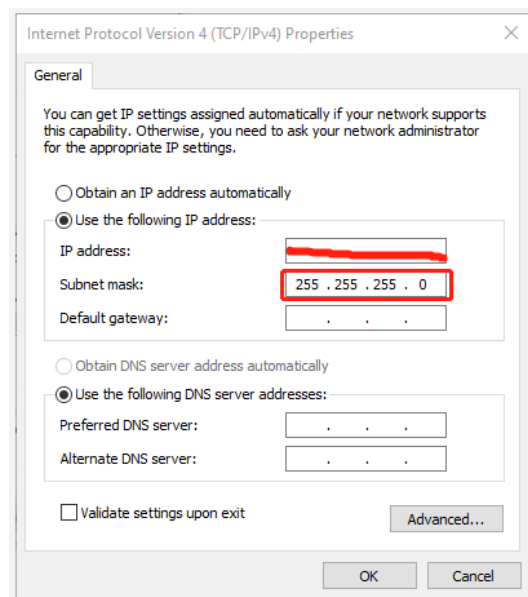 Internet Protocol Version 4 (TCP/IPv4) Properties
General
You can get IP settings assigned automatically if your network supports
this capability. Otherwise, you need to ask your network administrator
for the appropriate IP settings.
Obtain an IP address automatically
Use the following IP address:
IP address:
Subnet mask: 255 . 255 . 255 . 0
Default gateway: . . .
Obtain DNS server address automatically
Use the following DNS server addresses:
Preferred DNS server: . . .
Alternate DNS server: . . .
Validate settings upon exit
Advanced...
OK Cancel